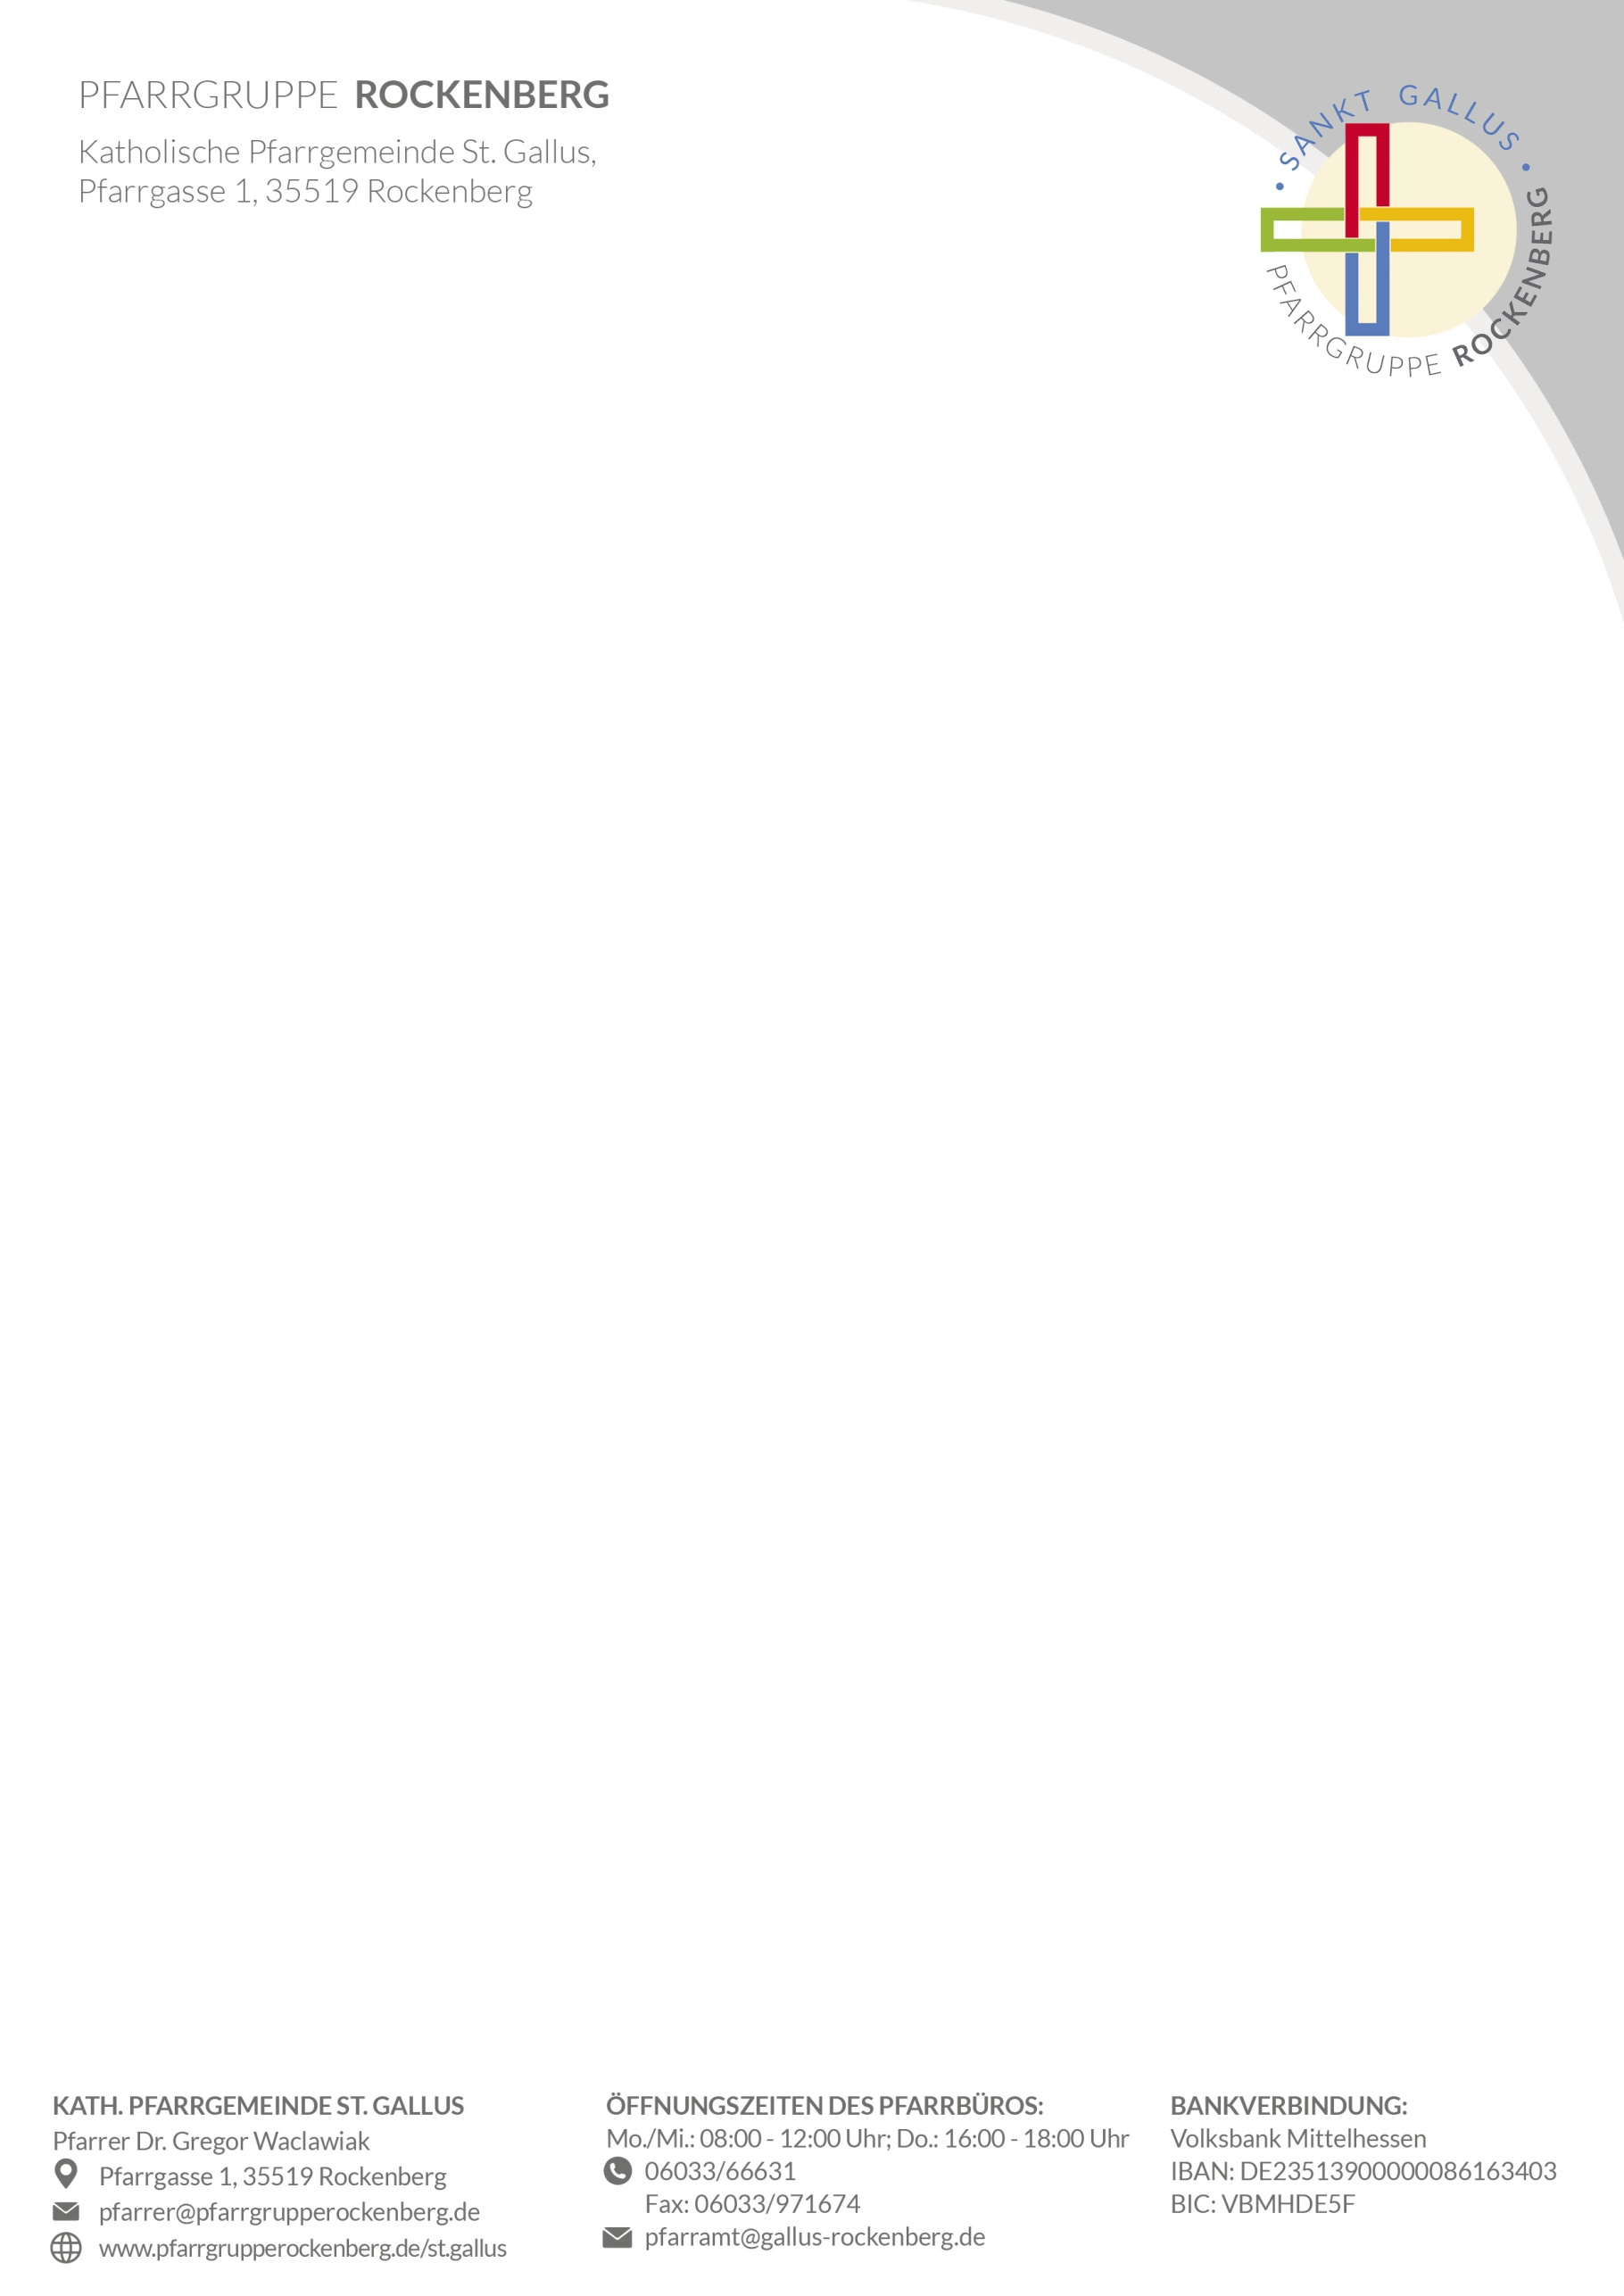 PFARRGRUPPE ROCKENBERG
Katholische Pfarrgemeinde St. Gallus,
Pfarrgasse 1, 35519 Rockenberg
• SANKT GALLUS •
PFARRGRUPPE ROCKENBERG
KATH. PFARRGEMEINDE ST. GALLUS
Pfarrer Dr. Gregor Waclawiak
Pfarrgasse 1, 35519 Rockenberg
pfarrer@pfarrgrupperockenberg.de
www.pfarrgrupperockenberg.de/st.gallus
ÖFFNUNGSZEITEN DES PFARRBÜROS:
Mo./Mi.: 08:00 - 12:00 Uhr; Do.: 16:00 - 18:00 Uhr
06033/66631
Fax: 06033/971674
pfarramt@gallus-rockenberg.de
BANKVERBINDUNG:
Volksbank Mittelhessen
IBAN: DE23513900000086163403
BIC: VBMHDE5F